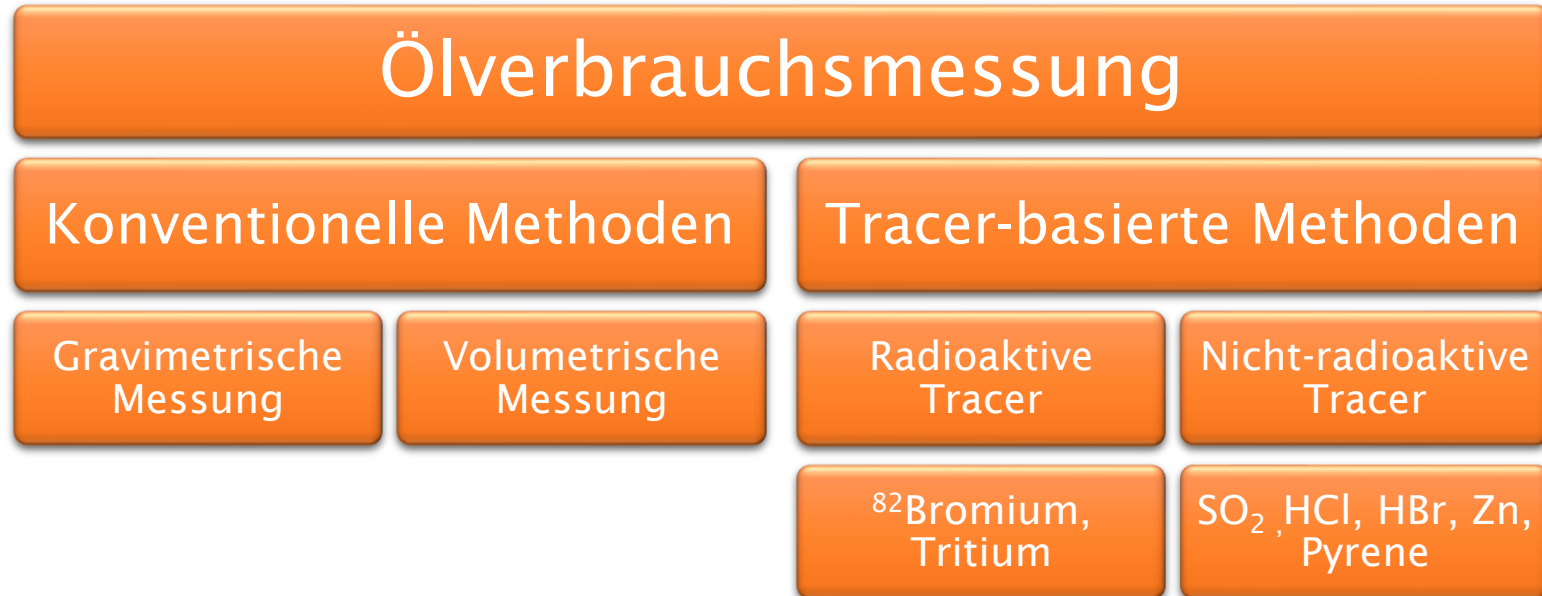 Ölverbrauchsmessung
Konventionelle Methoden
Tracer-basierte Methoden
Gravimetrische
Messung
Volumetrische
Messung
Radioaktive
Tracer
Nicht-radioaktive
Tracer
⁸²Bromium,
Tritium
SO₂ , HCl, HBr, Zn,
Pyrene